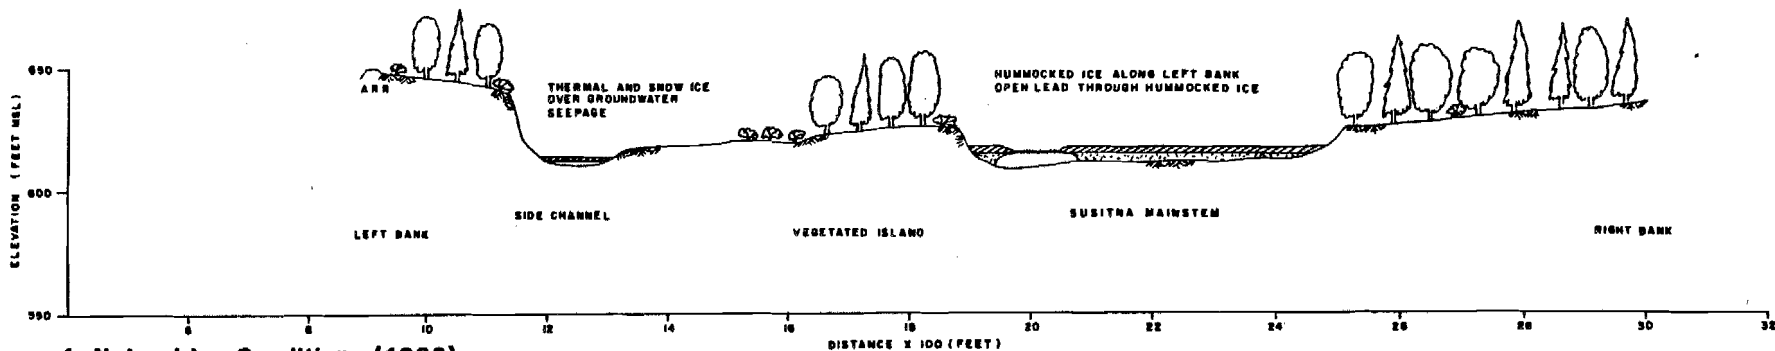 690
ARR
THERMAL AND SNOW ICE
OVER GROUNDWATER
SEEPAGE
HUMMOCKED ICE ALONG LEFT BANK
OPEN LEAD THROUGH HUMMOCKED ICE
ELEVATION (FEET MSL)
600
SIDE CHANNEL
SUSITNA MAINSTEM
LEFT BANK
VEGETATED ISLAND
RIGHT BANK
6 8 10 12 14 16 18 20 22 24 26 28 30 32
DISTANCE X 100 (FEET)
(1983)